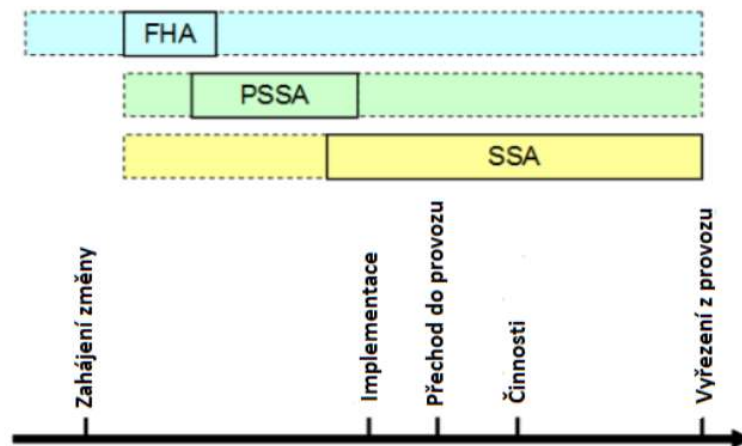 FHA
PSSA
SSA
Zahájení změny
Implementace
Přechod do provozu
Činnosti
Vyřezení z provozu